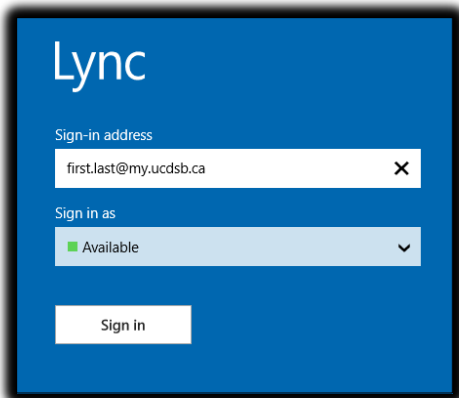 Lync
Sign-in address
first.last@my.ucdsb.ca
Sign in as
Available
Sign in